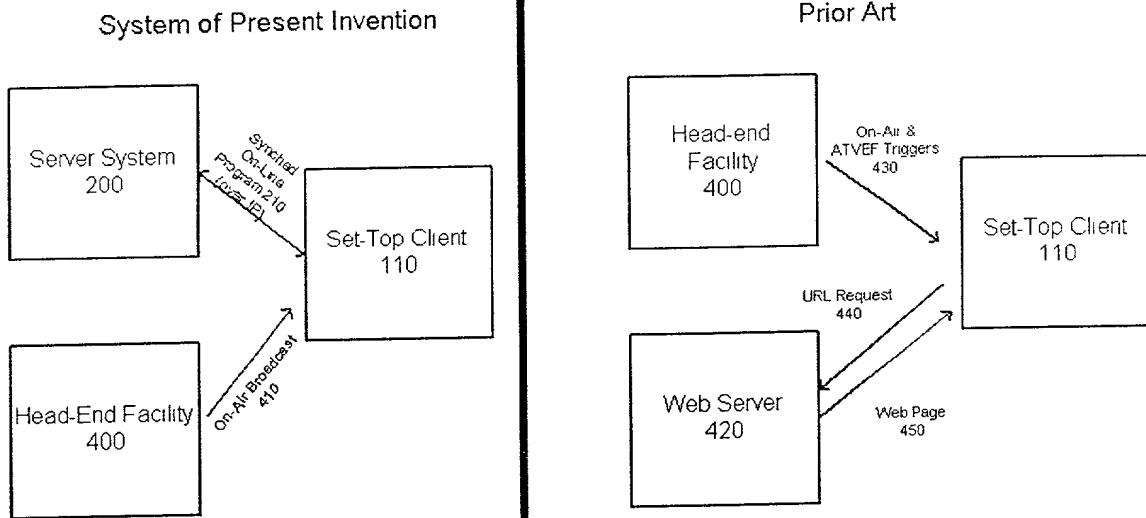 System of Present Invention
Server System
200
Synched
On-Line
Program 210
(over IP)
Set-Top Client
110
Head-End Facility
400
On-Air Broadcast
410
Prior Art
Head-end
Facility
400
On-Air &
ATVEF Triggers
430
Set-Top Client
110
URL Request
440
Web Server
420
Web Page
450